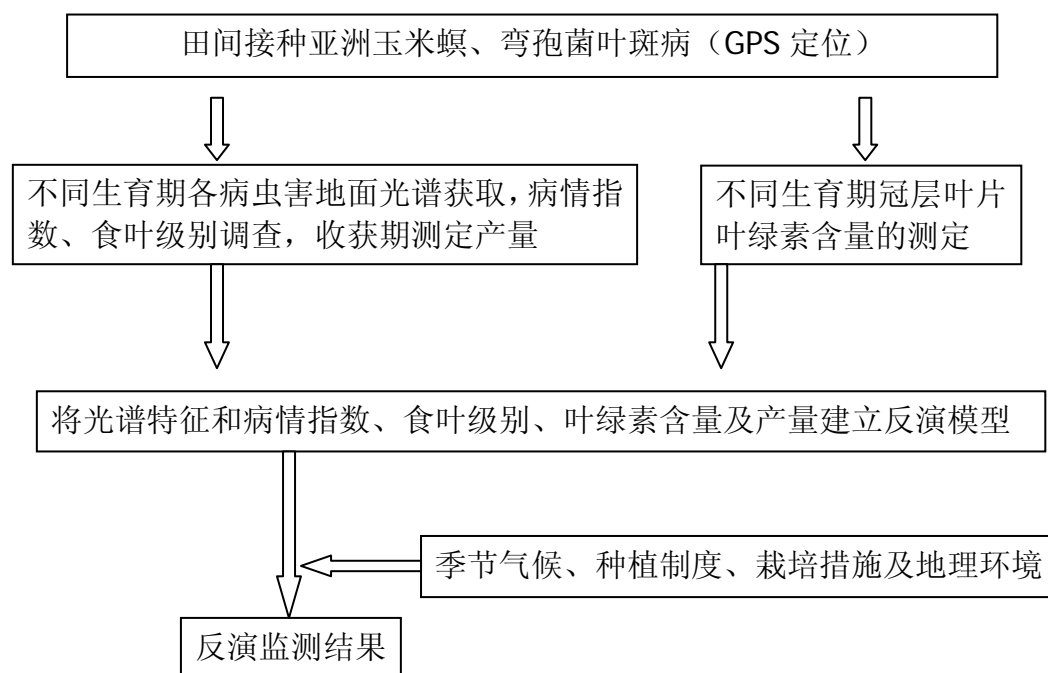 田间接种亚洲玉米螟、弯孢菌叶斑病（GPS 定位）
不同生育期各病虫害地面光谱获取，病情指
数、食叶级别调查，收获期测定产量
不同生育期冠层叶片
叶绿素含量的测定
将光谱特征和病情指数、食叶级别、叶绿素含量及产量建立反演模型
季节气候、种植制度、栽培措施及地理环境
反演监测结果